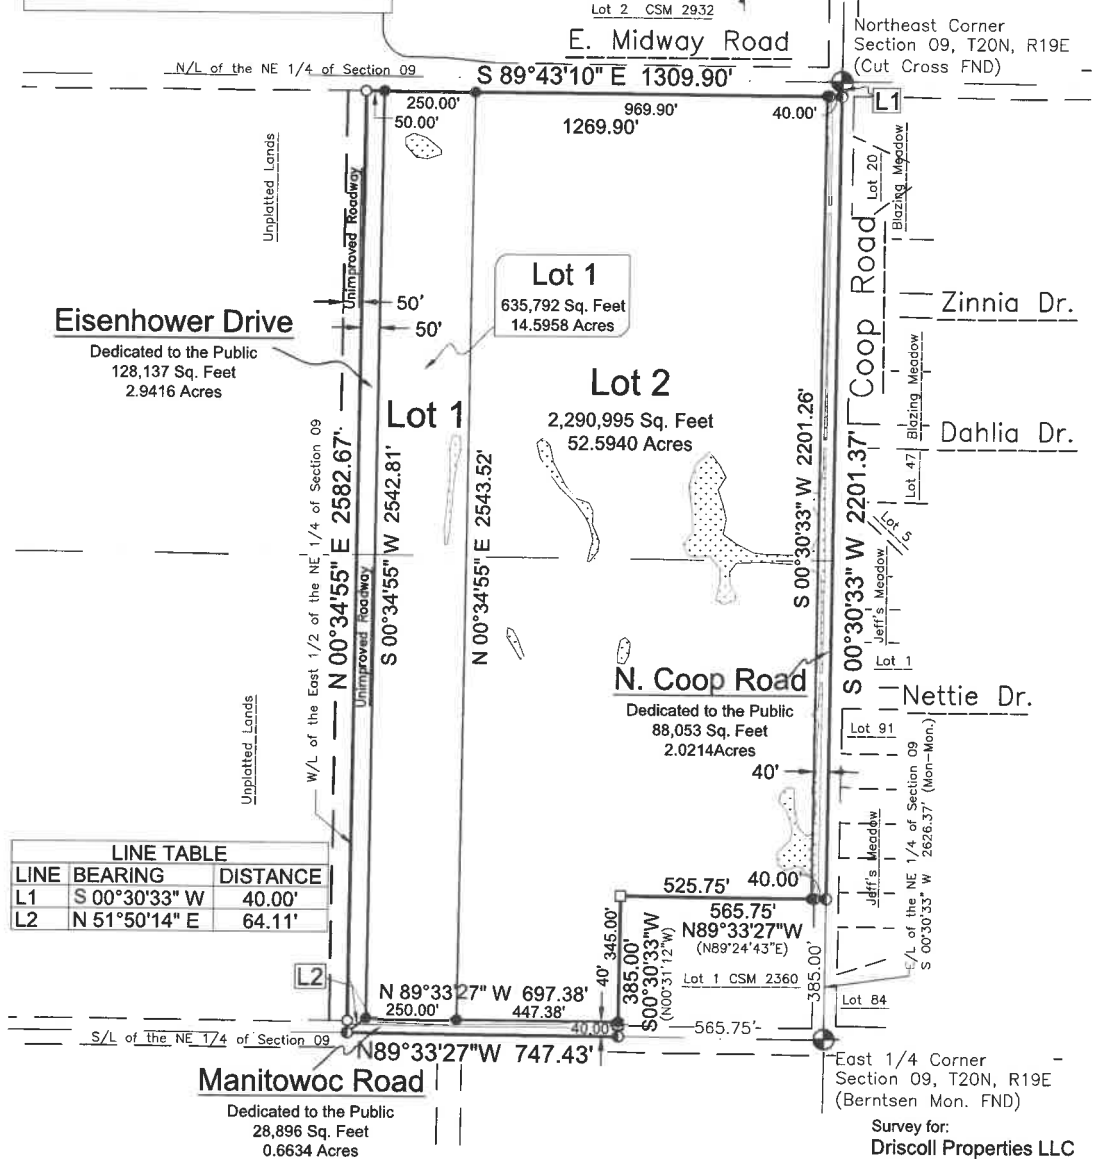 Lot 2 CSM 2932
E. Midway Road
Northeast Corner
Section 09, T20N, R19E
(Cut Cross FND)
N/L of the NE 1/4 of Section 09
S 89°43'10" E 1309.90'
L1
250.00'
50.00'
969.90'
1269.90'
40.00'
Unplatted Lands
Unimproved Roadway
Lot 20
Blazing Meadow
Coop Road
Lot 1
635,792 Sq. Feet
14.5958 Acres
50'
50'
Zinnia Dr.
Eisenhower Drive
Dedicated to the Public
128,137 Sq. Feet
2.9416 Acres
Lot 2
2,290,995 Sq. Feet
52.5940 Acres
Lot 1
Blazing Meadow
Dahlia Dr.
Lot 47
W/L of the East 1/2 of the NE 1/4 of Section 09
N 00°34'55" E 2582.67'
S 00°34'55" W 2542.81'
N 00°34'55" E 2543.52'
S 00°30'33" W 2201.26'
S 00°30'33" W 2201.37'
Lot 5
Jeff's Meadow
Unimproved Roadway
Lot 1
N. Coop Road
Dedicated to the Public
88,053 Sq. Feet
2.0214Acres
Nettie Dr.
Lot 91
Unplatted Lands
40'
E/L of the NE 1/4 of Section 09
S 00°30'33" W 2626.37' (Mon-Mon.)
Jeff's Meadow
LINE TABLE
LINE BEARING DISTANCE
L1 S 00°30'33" W 40.00'
L2 N 51°50'14" E 64.11'
525.75'
40.00'
565.75'
N89°33'27"W
(N89°24'43"E)
345.00'
40'
385.00'
S00°30'33"W
(N00°31'12"W)
Lot 1 CSM 2360
385.00'
Lot 84
L2
N 89°33'27" W 697.38'
250.00'
447.38'
40.00
565.75'
S/L of the NE 1/4 of Section 09
N89°33'27"W 747.43'
Manitowoc Road
Dedicated to the Public
28,896 Sq. Feet
0.6634 Acres
East 1/4 Corner
Section 09, T20N, R19E
(Berntsen Mon. FND)
Survey for:
Driscoll Properties LLC